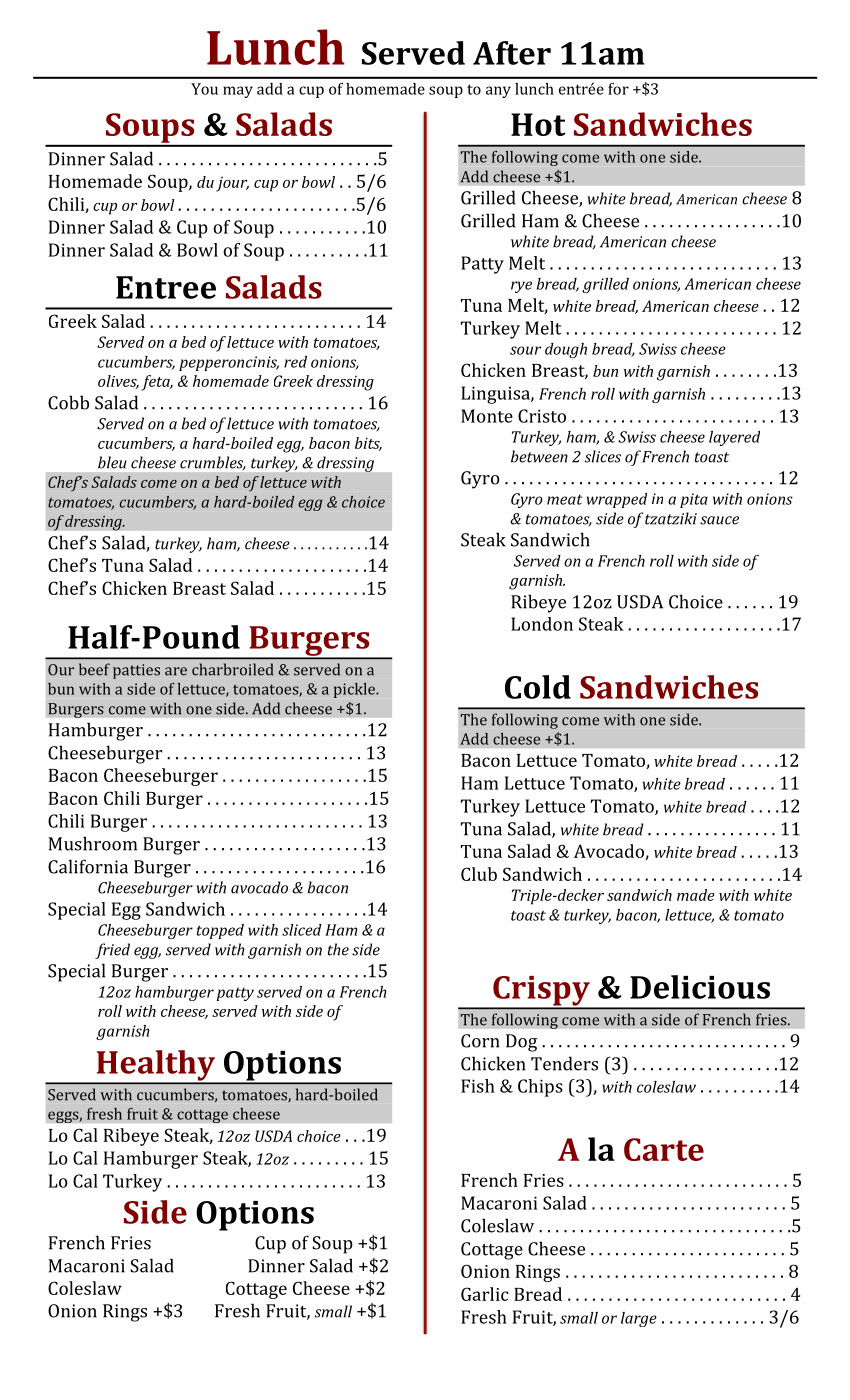 Lunch Served After 11am
You may add a cup of homemade soup to any lunch entrée for +$3
Soups & Salads
Dinner Salad . . . . . . . . . . . . . . . . . . . . . . . . . . .5
Homemade Soup, du jour, cup or bowl . . 5/6
Chili, cup or bowl . . . . . . . . . . . . . . . . . . . . . .5/6
Dinner Salad & Cup of Soup . . . . . . . . . . .10
Dinner Salad & Bowl of Soup . . . . . . . . . .11
Entree Salads
Greek Salad . . . . . . . . . . . . . . . . . . . . . . . . . . 14
Served on a bed of lettuce with tomatoes,
cucumbers, pepperoncinis, red onions,
olives, feta, & homemade Greek dressing
Cobb Salad . . . . . . . . . . . . . . . . . . . . . . . . . . . 16
Served on a bed of lettuce with tomatoes,
cucumbers, a hard-boiled egg, bacon bits,
bleu cheese crumbles, turkey, & dressing
Chef's Salads come on a bed of lettuce with
tomatoes, cucumbers, a hard-boiled egg & choice
of dressing.
Chef's Salad, turkey, ham, cheese . . . . . . . . . . .14
Chef's Tuna Salad . . . . . . . . . . . . . . . . . . . . .14
Chef's Chicken Breast Salad . . . . . . . . . . .15
Half-Pound Burgers
Our beef patties are charbroiled & served on a
bun with a side of lettuce, tomatoes, & a pickle.
Burgers come with one side. Add cheese +$1.
Hamburger . . . . . . . . . . . . . . . . . . . . . . . . . . .12
Cheeseburger . . . . . . . . . . . . . . . . . . . . . . . . 13
Bacon Cheeseburger . . . . . . . . . . . . . . . . . .15
Bacon Chili Burger . . . . . . . . . . . . . . . . . . . .15
Chili Burger . . . . . . . . . . . . . . . . . . . . . . . . . . 13
Mushroom Burger . . . . . . . . . . . . . . . . . . . .13
California Burger . . . . . . . . . . . . . . . . . . . . .16
Cheeseburger with avocado & bacon
Special Egg Sandwich . . . . . . . . . . . . . . . . .14
Cheeseburger topped with sliced Ham & a
fried egg, served with garnish on the side
Special Burger . . . . . . . . . . . . . . . . . . . . . . . .15
12oz hamburger patty served on a French
roll with cheese, served with side of
garnish
Healthy Options
Served with cucumbers, tomatoes, hard-boiled
eggs, fresh fruit & cottage cheese
Lo Cal Ribeye Steak, 12oz USDA choice . . .19
Lo Cal Hamburger Steak, 12oz . . . . . . . . . 15
Lo Cal Turkey . . . . . . . . . . . . . . . . . . . . . . . . 13
Side Options
French Fries Cup of Soup +$1
Macaroni Salad Dinner Salad +$2
Coleslaw Cottage Cheese +$2
Onion Rings +$3 Fresh Fruit, small +$1
Hot Sandwiches
The following come with one side.
Add cheese +$1.
Grilled Cheese, white bread, American cheese 8
Grilled Ham & Cheese . . . . . . . . . . . . . . . . .10
white bread, American cheese
Patty Melt . . . . . . . . . . . . . . . . . . . . . . . . . . . . 13
rye bread, grilled onions, American cheese
Tuna Melt, white bread, American cheese . . 12
Turkey Melt . . . . . . . . . . . . . . . . . . . . . . . . . . 12
sour dough bread, Swiss cheese
Chicken Breast, bun with garnish . . . . . . . .13
Linguisa, French roll with garnish . . . . . . . . .13
Monte Cristo . . . . . . . . . . . . . . . . . . . . . . . . . 13
Turkey, ham, & Swiss cheese layered
between 2 slices of French toast
Gyro . . . . . . . . . . . . . . . . . . . . . . . . . . . . . . . . . 12
Gyro meat wrapped in a pita with onions
& tomatoes, side of tzatziki sauce
Steak Sandwich
Served on a French roll with side of
garnish.
Ribeye 12oz USDA Choice . . . . . . 19
London Steak . . . . . . . . . . . . . . . . . . .17
Cold Sandwiches
The following come with one side.
Add cheese +$1.
Bacon Lettuce Tomato, white bread . . . . .12
Ham Lettuce Tomato, white bread . . . . . . 11
Turkey Lettuce Tomato, white bread . . . .12
Tuna Salad, white bread . . . . . . . . . . . . . . . . 11
Tuna Salad & Avocado, white bread . . . . .13
Club Sandwich . . . . . . . . . . . . . . . . . . . . . . . .14
Triple-decker sandwich made with white
toast & turkey, bacon, lettuce, & tomato
Crispy & Delicious
The following come with a side of French fries.
Corn Dog . . . . . . . . . . . . . . . . . . . . . . . . . . . . . . 9
Chicken Tenders (3) . . . . . . . . . . . . . . . . . .12
Fish & Chips (3), with coleslaw . . . . . . . . . .14
A la Carte
French Fries . . . . . . . . . . . . . . . . . . . . . . . . . . . 5
Macaroni Salad . . . . . . . . . . . . . . . . . . . . . . . . 5
Coleslaw . . . . . . . . . . . . . . . . . . . . . . . . . . . . . . .5
Cottage Cheese . . . . . . . . . . . . . . . . . . . . . . . . 5
Onion Rings . . . . . . . . . . . . . . . . . . . . . . . . . . . 8
Garlic Bread . . . . . . . . . . . . . . . . . . . . . . . . . . . 4
Fresh Fruit, small or large . . . . . . . . . . . . . 3/6